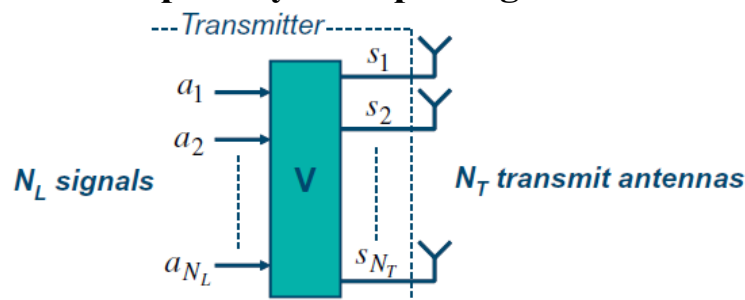 Transmitter
s1
a1
s2
a2
NL signals
V
NT transmit antennas
aNL
sNT